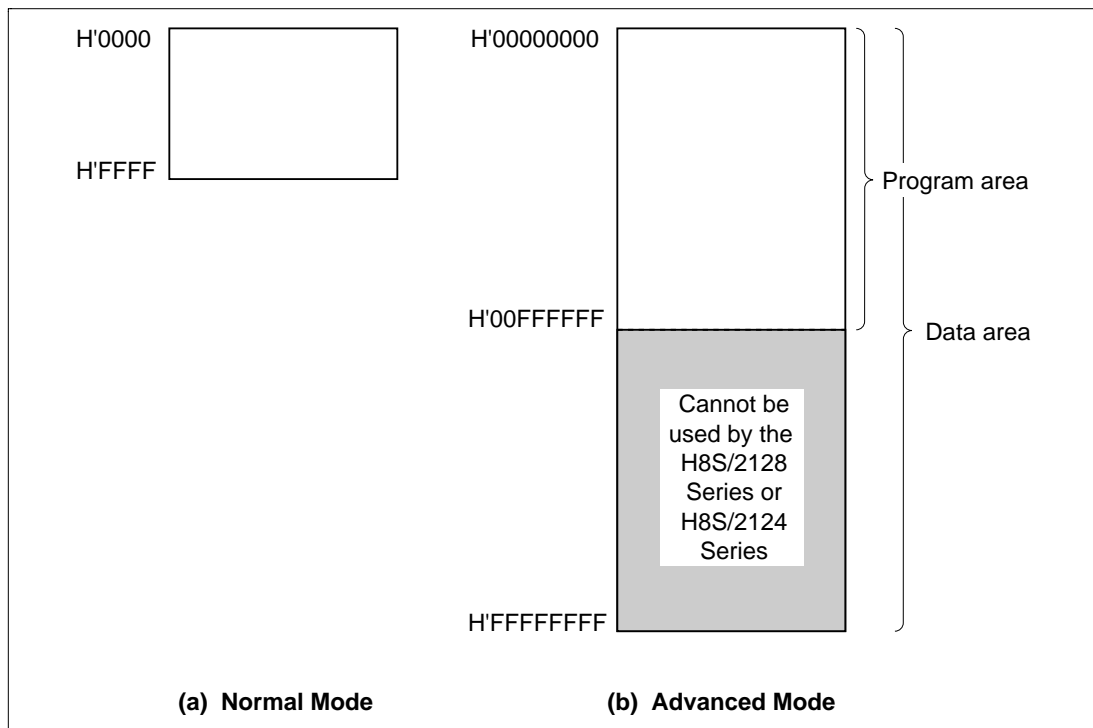 H'0000
H'FFFF
H'00000000
H'00FFFFFF
H'FFFFFFFF
Program area
Data area
Cannot be
used by the
H8S/2128
Series or
H8S/2124
Series
(a) Normal Mode
(b) Advanced Mode